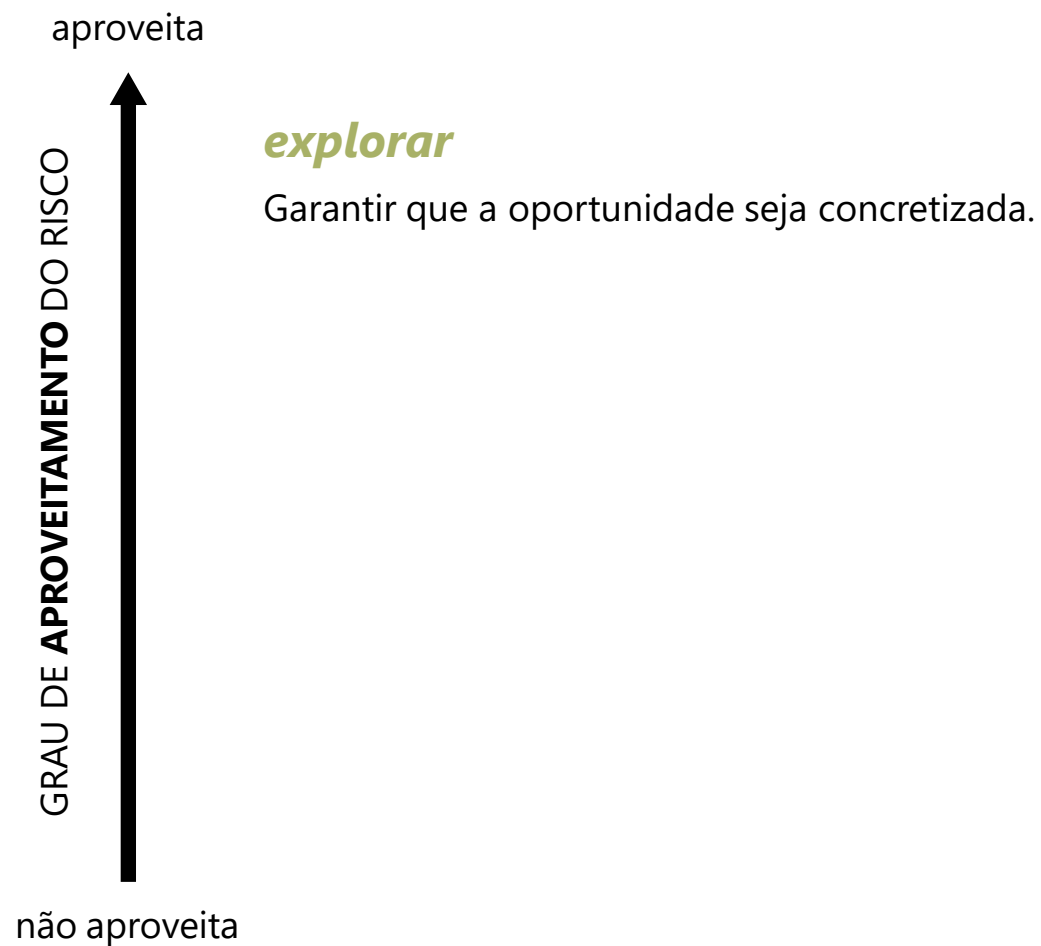 aproveita
GRAU DE APROVEITAMENTO DO RISCO
explorar
Garantir que a oportunidade seja concretizada.
não aproveita